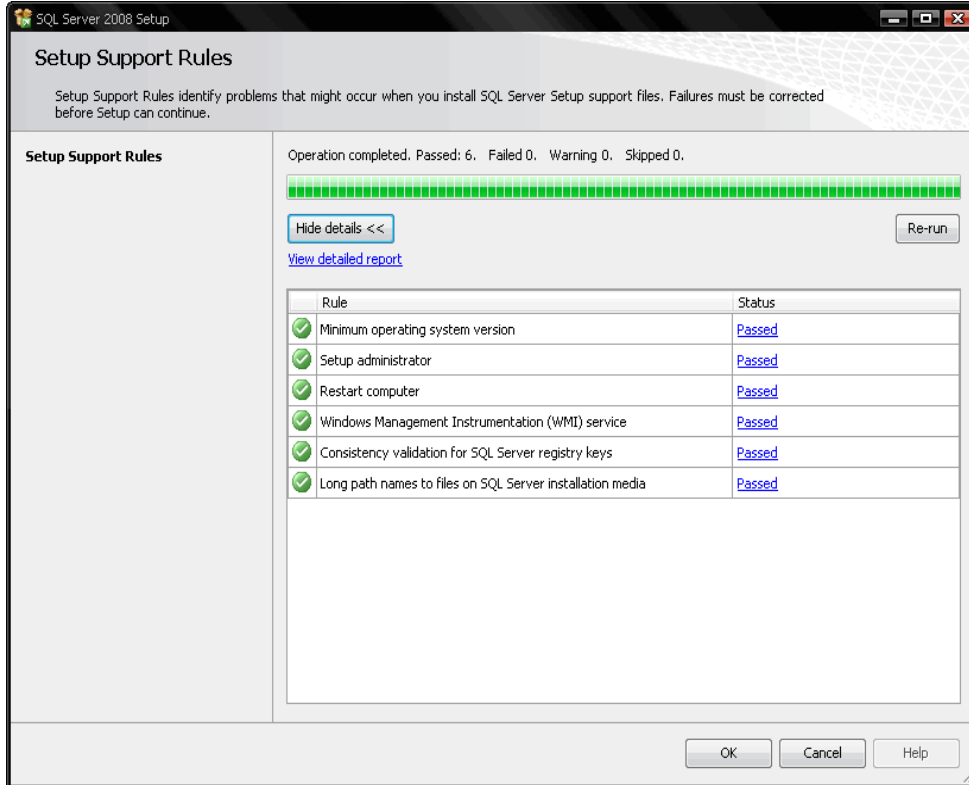 SQL Server 2008 Setup
Setup Support Rules
Setup Support Rules identify problems that might occur when you install SQL Server Setup support files. Failures must be corrected
before Setup can continue.
Setup Support Rules
Operation completed. Passed: 6.   Failed 0.   Warning 0.   Skipped 0.
Hide details <<
Re-run
View detailed report
Rule Status
Minimum operating system version Passed
Setup administrator Passed
Restart computer Passed
Windows Management Instrumentation (WMI) service Passed
Consistency validation for SQL Server registry keys Passed
Long path names to files on SQL Server installation media Passed
OK Cancel Help